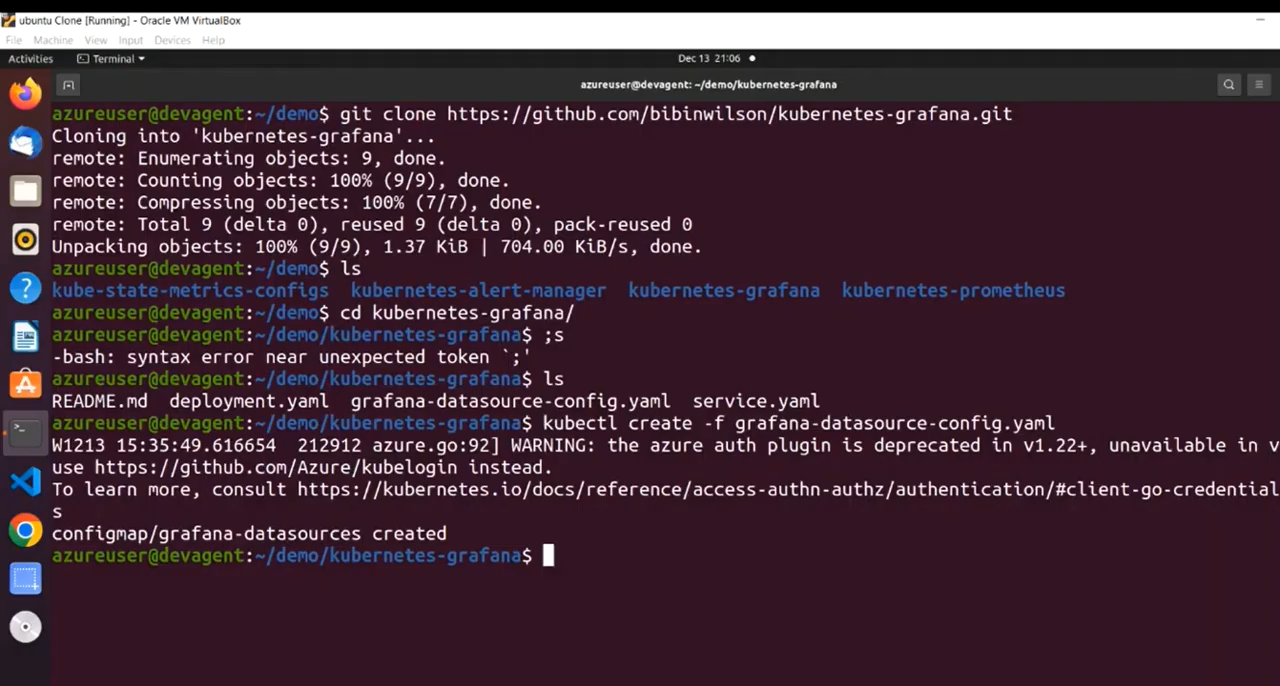 ubuntu Clone [Running] - Oracle VM VirtualBox
File Machine View Input Devices Help
Activities Terminal Dec 13 21:06
azureuser@devagent: ~/demo/kubernetes-grafana
azureuser@devagent:~/demo$ git clone https://github.com/bibinwilson/kubernetes-grafana.git
Cloning into 'kubernetes-grafana'...
remote: Enumerating objects: 9, done.
remote: Counting objects: 100% (9/9), done.
remote: Compressing objects: 100% (7/7), done.
remote: Total 9 (delta 0), reused 9 (delta 0), pack-reused 0
Unpacking objects: 100% (9/9), 1.37 KiB | 704.00 KiB/s, done.
azureuser@devagent:~/demo$ ls
kube-state-metrics-configs kubernetes-alert-manager kubernetes-grafana kubernetes-prometheus
azureuser@devagent:~/demo$ cd kubernetes-grafana/
azureuser@devagent:~/demo/kubernetes-grafana$ ;s
-bash: syntax error near unexpected token `;'
azureuser@devagent:~/demo/kubernetes-grafana$ ls
README.md deployment.yaml grafana-datasource-config.yaml service.yaml
azureuser@devagent:~/demo/kubernetes-grafana$ kubectl create -f grafana-datasource-config.yaml
W1213 15:35:49.616654 212912 azure.go:92] WARNING: the azure auth plugin is deprecated in v1.22+, unavailable in v
use https://github.com/Azure/kubelogin instead.
To learn more, consult https://kubernetes.io/docs/reference/access-authn-authz/authentication/#client-go-credential
s
configmap/grafana-datasources created
azureuser@devagent:~/demo/kubernetes-grafana$